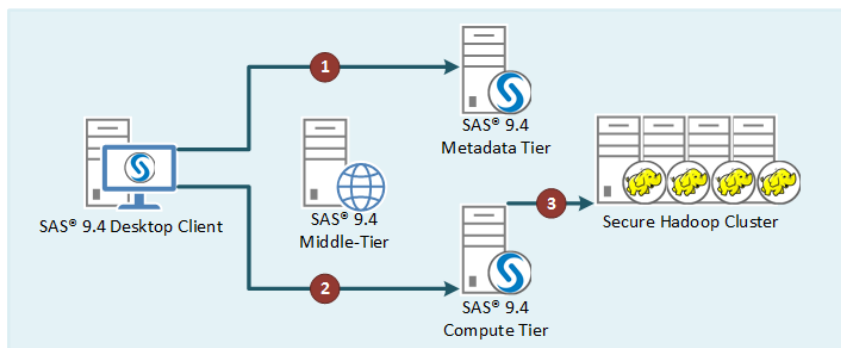 1
SAS® 9.4
Metadata Tier
SAS® 9.4 Desktop Client
SAS® 9.4
Middle-Tier
3
Secure Hadoop Cluster
2
SAS® 9.4
Compute Tier